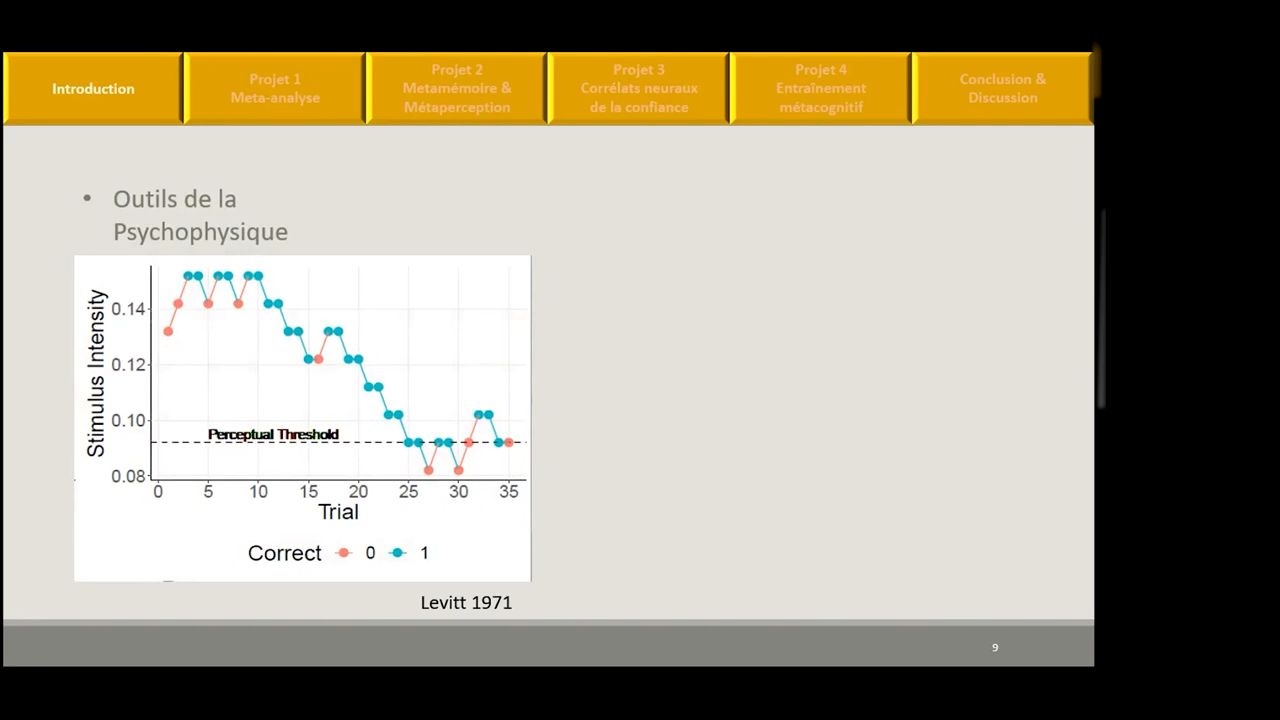 Introduction
Projet 1
Meta-analyse
Projet 2
Metamémoire &
Métaperception
Projet 3
Corrélats neuraux
de la confiance
Projet 4
Entraînement
métacognitif
Conclusion &
Discussion
• Outils de la
Psychophysique
Stimulus Intensity
0.14
0.12
0.10
0.08
Perceptual Threshold
0 5 10 15 20 25 30 35
Trial
Correct 0 1
Levitt 1971
9